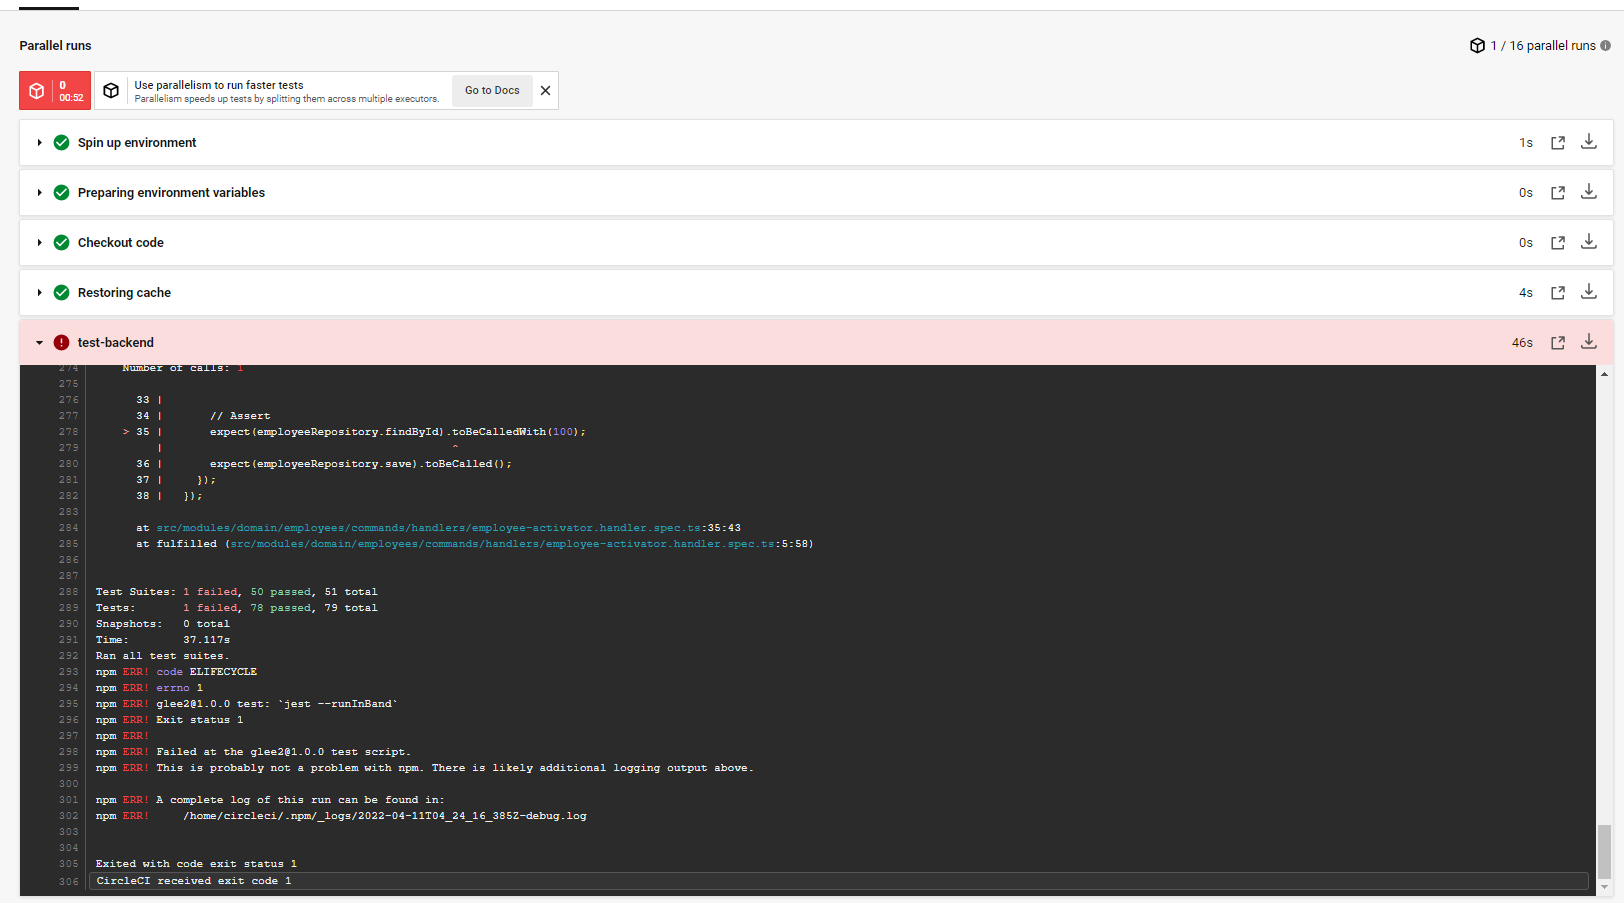 Parallel runs
1 / 16 parallel runs
0
00:52
Use parallelism to run faster tests
Parallelism speeds up tests by splitting them across multiple executors.
Go to Docs
Spin up environment
1s
Preparing environment variables
0s
Checkout code
0s
Restoring cache
4s
test-backend
46s
274 Number of calls: 1
275
276 33 |
277 34 | // Assert
278 > 35 | expect(employeeRepository.findById).toBeCalledWith(100);
279 | ^
280 36 | expect(employeeRepository.save).toBeCalled();
281 37 | });
282 38 | });
283
284 at src/modules/domain/employees/commands/handlers/employee-activator.handler.spec.ts:35:43
285 at fulfilled (src/modules/domain/employees/commands/handlers/employee-activator.handler.spec.ts:5:58)
286
287
288 Test Suites: 1 failed, 50 passed, 51 total
289 Tests: 1 failed, 78 passed, 79 total
290 Snapshots: 0 total
291 Time: 37.117s
292 Ran all test suites.
293 npm ERR! code ELIFECYCLE
294 npm ERR! errno 1
295 npm ERR! glee2@1.0.0 test: `jest --runInBand`
296 npm ERR! Exit status 1
297 npm ERR!
298 npm ERR! Failed at the glee2@1.0.0 test script.
299 npm ERR! This is probably not a problem with npm. There is likely additional logging output above.
300
301 npm ERR! A complete log of this run can be found in:
302 npm ERR! /home/circleci/.npm/_logs/2022-04-11T04_24_16_385Z-debug.log
303
304
305 Exited with code exit status 1
306 CircleCI received exit code 1